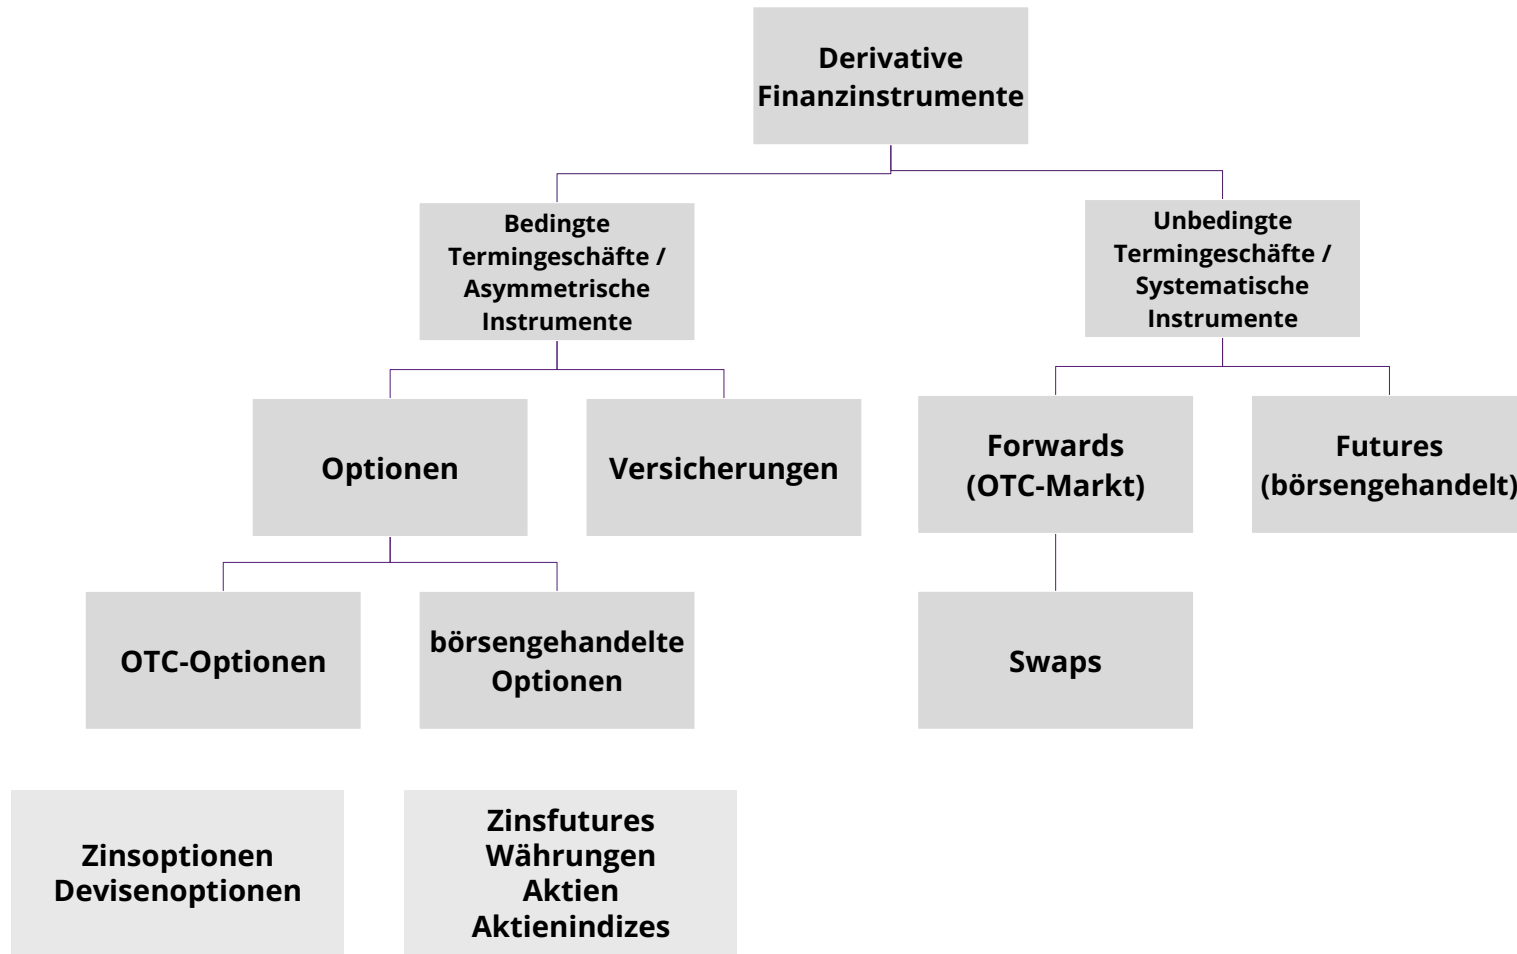 Derivative
Finanzinstrumente
Bedingte
Termingeschäfte /
Asymmetrische
Instrumente
Unbedingte
Termingeschäfte /
Systematische
Instrumente
Optionen
Versicherungen
Forwards
(OTC-Markt)
Futures
(börsengehandelt)
OTC-Optionen
börsengehandelte
Optionen
Swaps
Zinsoptionen
Devisenoptionen
Zinsfutures
Währungen
Aktien
Aktienindizes